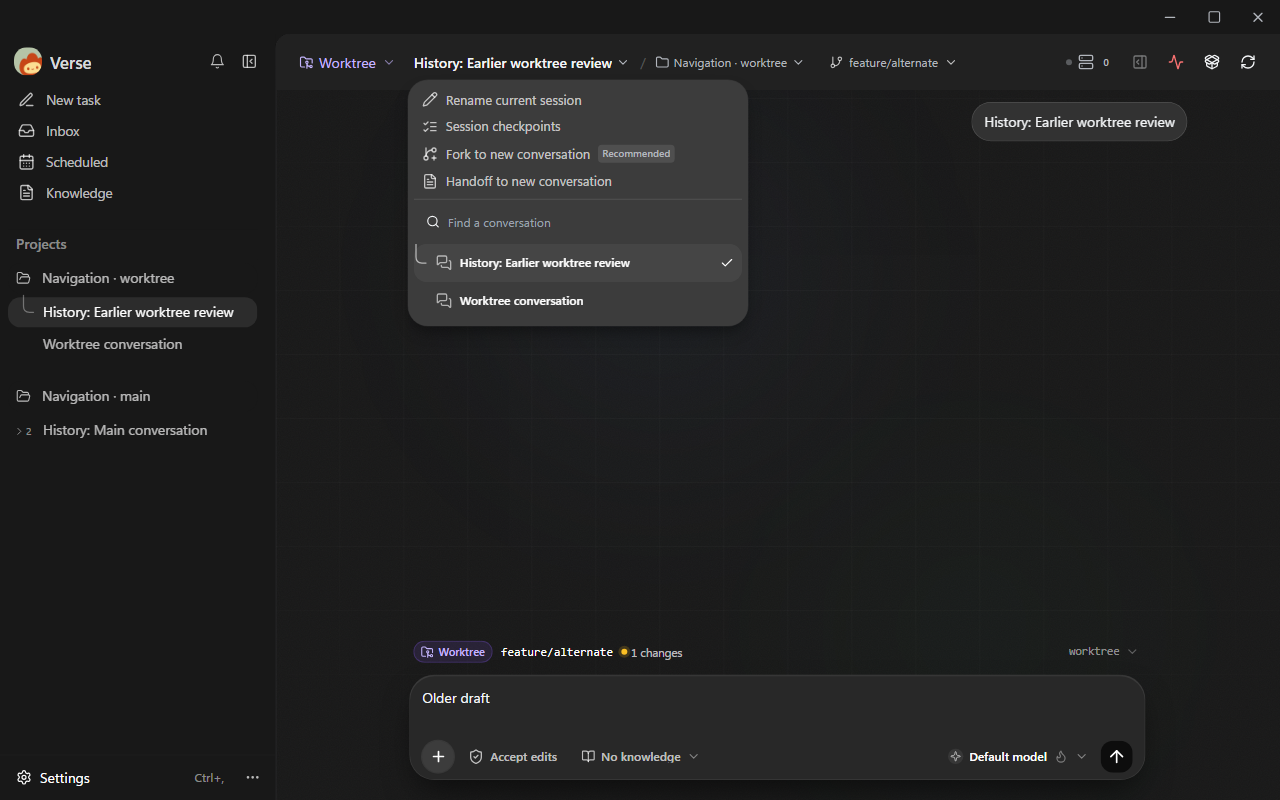 Verse
New task
Inbox
Scheduled
Knowledge
Projects
Navigation · worktree
History: Earlier worktree review
Worktree conversation
Navigation · main
2 History: Main conversation
Settings Ctrl+,
Worktree History: Earlier worktree review / Navigation · worktree feature/alternate 0
Rename current session
Session checkpoints
Fork to new conversation Recommended
Handoff to new conversation
Find a conversation
History: Earlier worktree review
Worktree conversation
History: Earlier worktree review
Worktree feature/alternate 1 changes worktree
Older draft
Accept edits No knowledge Default model